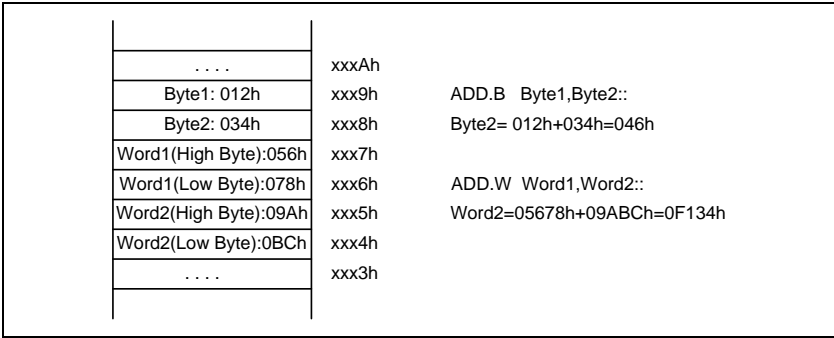 . . . . xxxAh
Byte1: 012h xxx9h ADD.B Byte1,Byte2::
Byte2: 034h xxx8h Byte2= 012h+034h=046h
Word1(High Byte):056h xxx7h
Word1(Low Byte):078h xxx6h ADD.W Word1,Word2::
Word2(High Byte):09Ah xxx5h Word2=05678h+09ABCh=0F134h
Word2(Low Byte):0BCh xxx4h
. . . . xxx3h